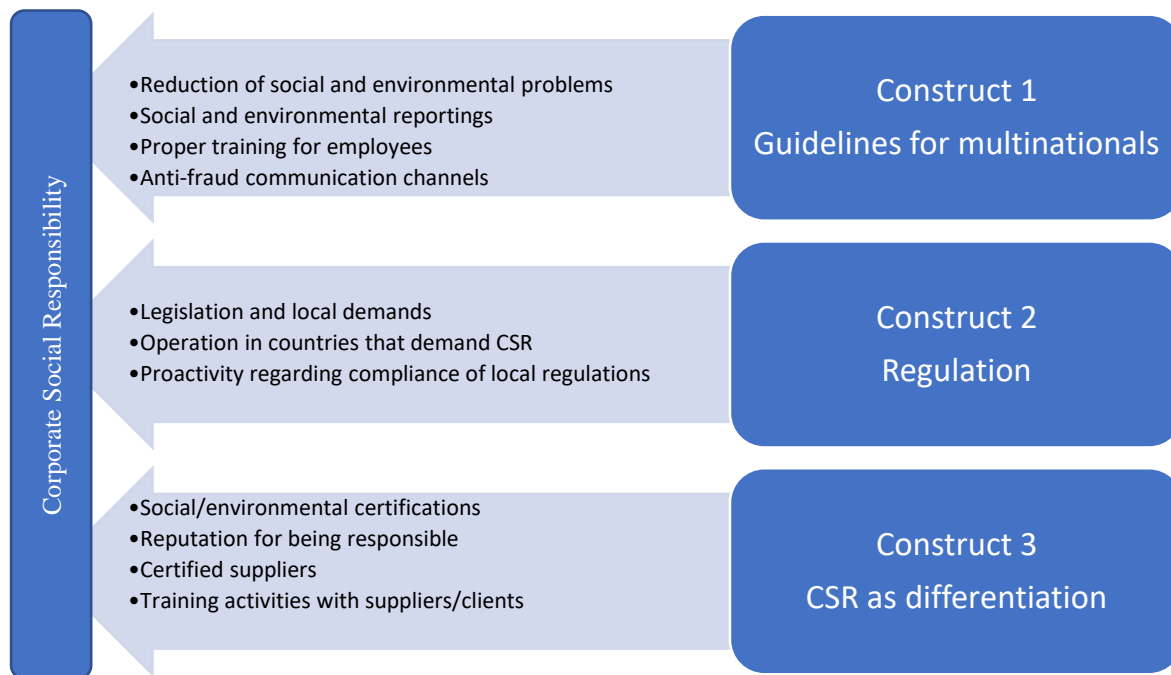 Corporate Social Responsibility
•Reduction of social and environmental problems
•Social and environmental reportings
•Proper training for employees
•Anti-fraud communication channels
Construct 1
Guidelines for multinationals
•Legislation and local demands
•Operation in countries that demand CSR
•Proactivity regarding compliance of local regulations
Construct 2
Regulation
•Social/environmental certifications
•Reputation for being responsible
•Certified suppliers
•Training activities with suppliers/clients
Construct 3
CSR as differentiation